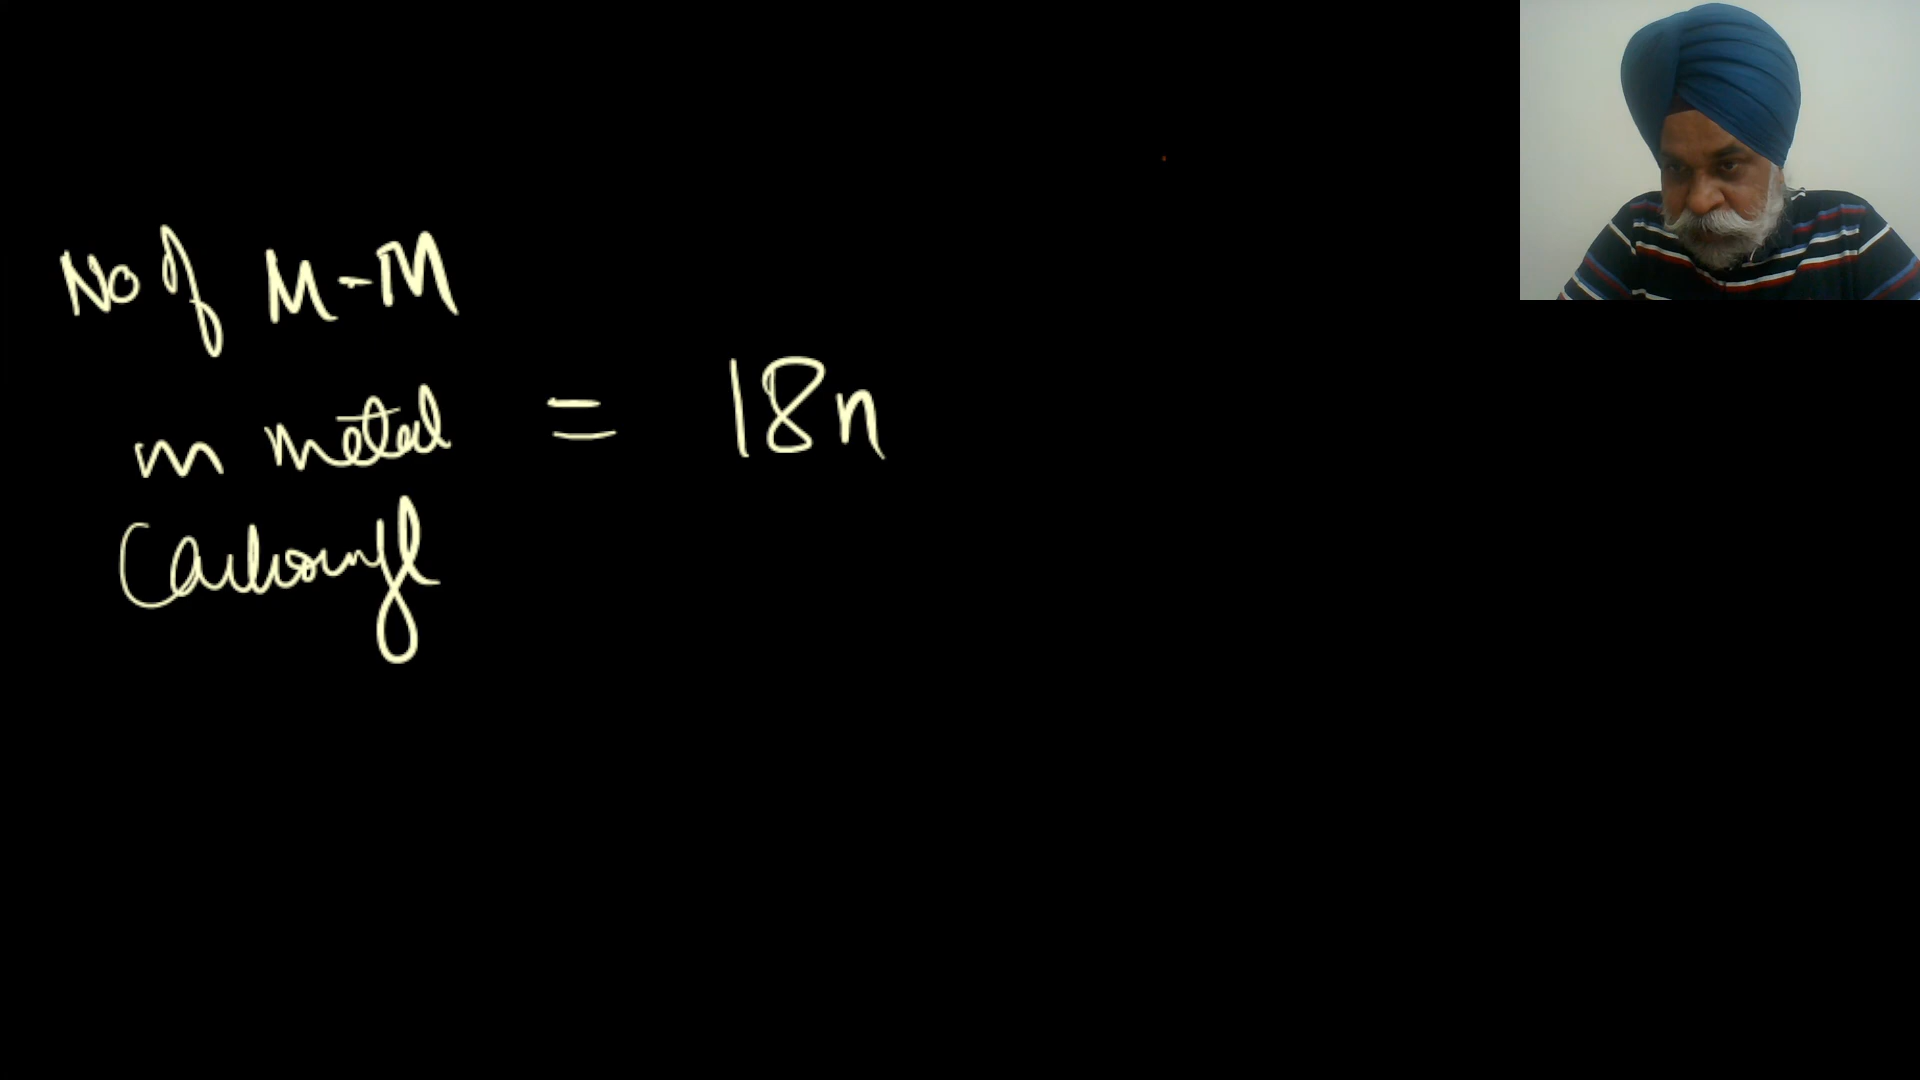 No of M-M
in metal = 18n
Carbonyl